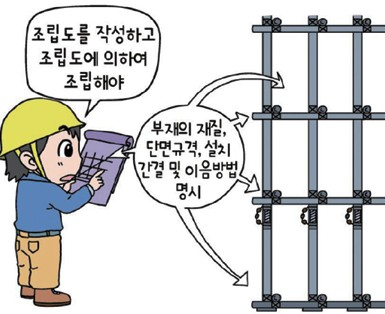 조립도를 작성하고
조립도에 의하여
조립해야
부재의 재질,
단면규격, 설치
간결 및 이음방법
명시